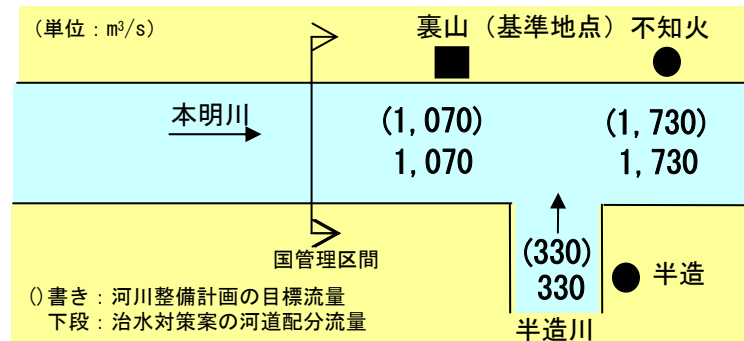 (単位：m³/s)
裏山（基準地点）不知火
本明川
(1,070) (1,730)
1,070 1,730
国管理区間
(330)
330
半造
()書き：河川整備計画の目標流量
下段：治水対策案の河道配分流量
半造川